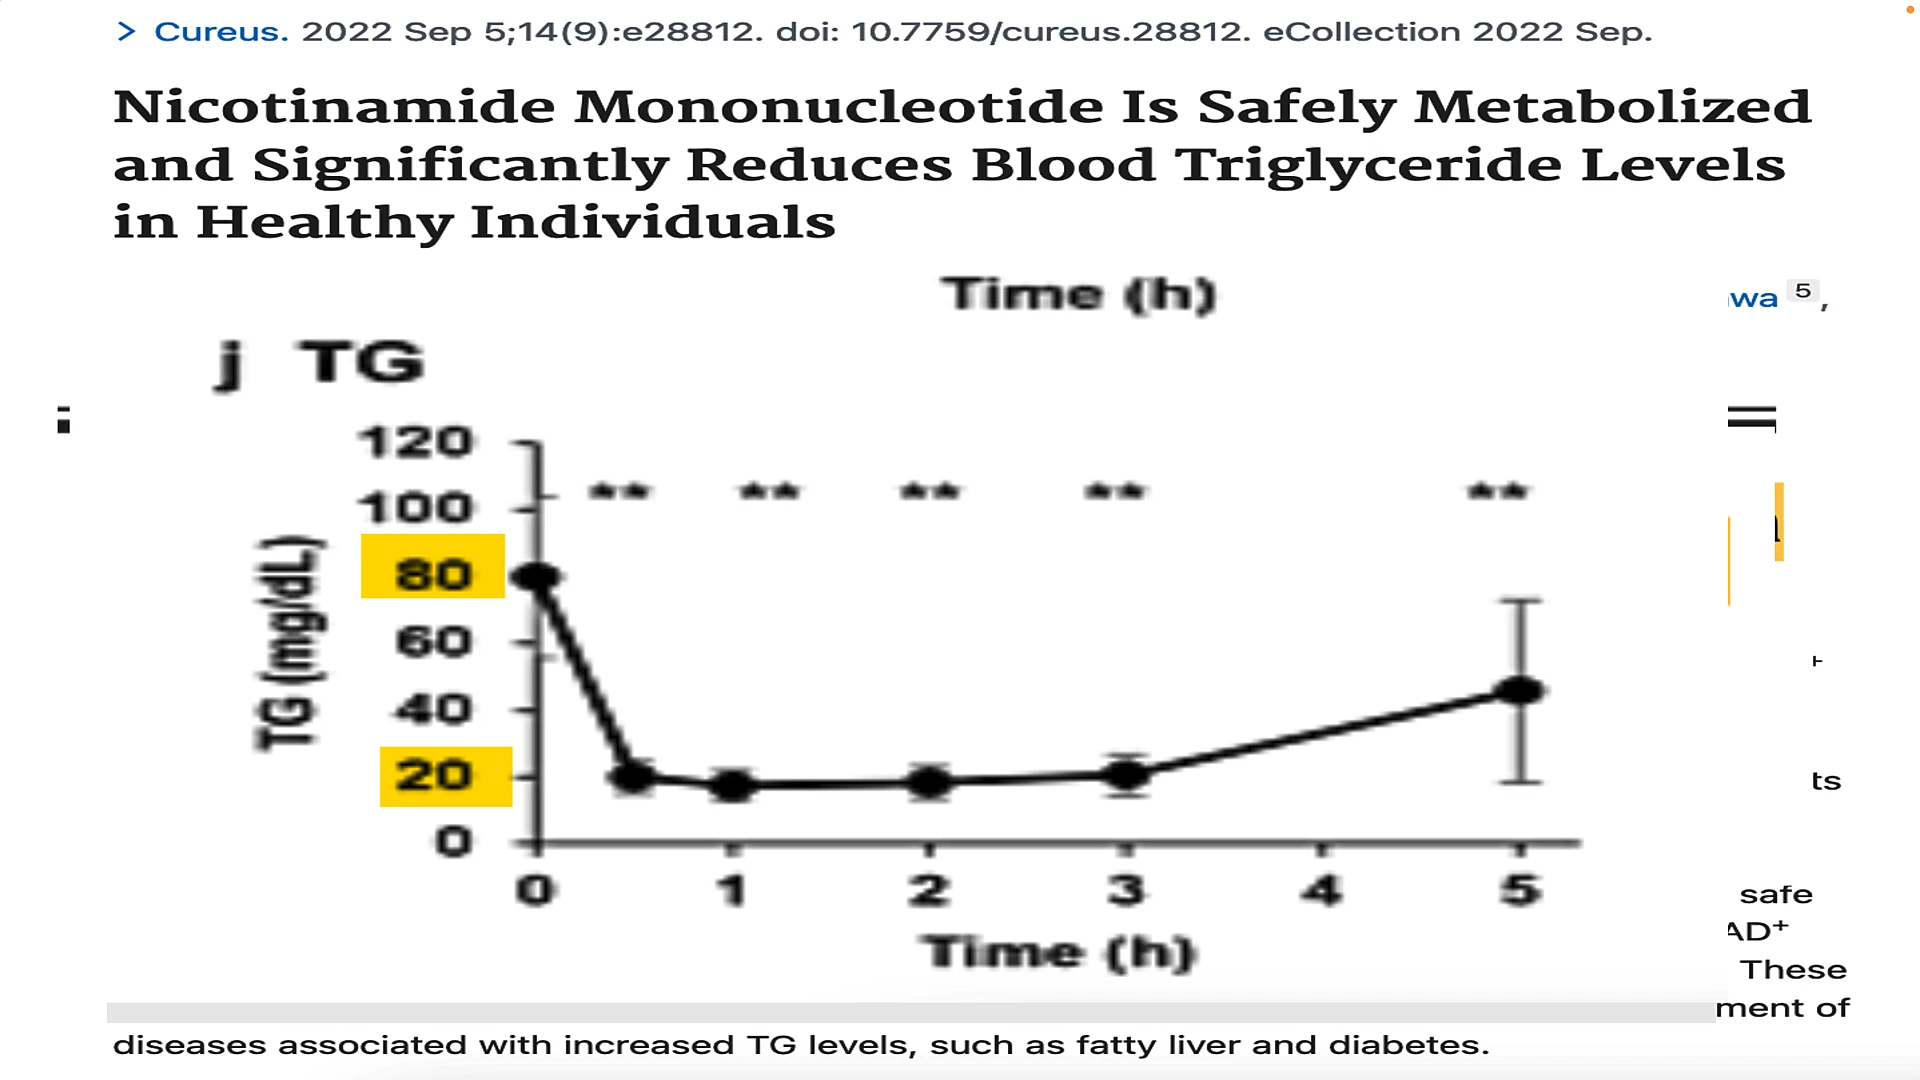 > Cureus. 2022 Sep 5;14(9):e28812. doi: 10.7759/cureus.28812. eCollection 2022 Sep.
Nicotinamide Mononucleotide Is Safely Metabolized
and Significantly Reduces Blood Triglyceride Levels
in Healthy Individuals
Time (h)
wa 5,
j TG
120
** ** ** ** **
100
80
60
40
20
0
TG (mg/dL)
0 1 2 3 4 5
Time (h)
ts
safe
AD+
These
ment of
diseases associated with increased TG levels, such as fatty liver and diabetes.